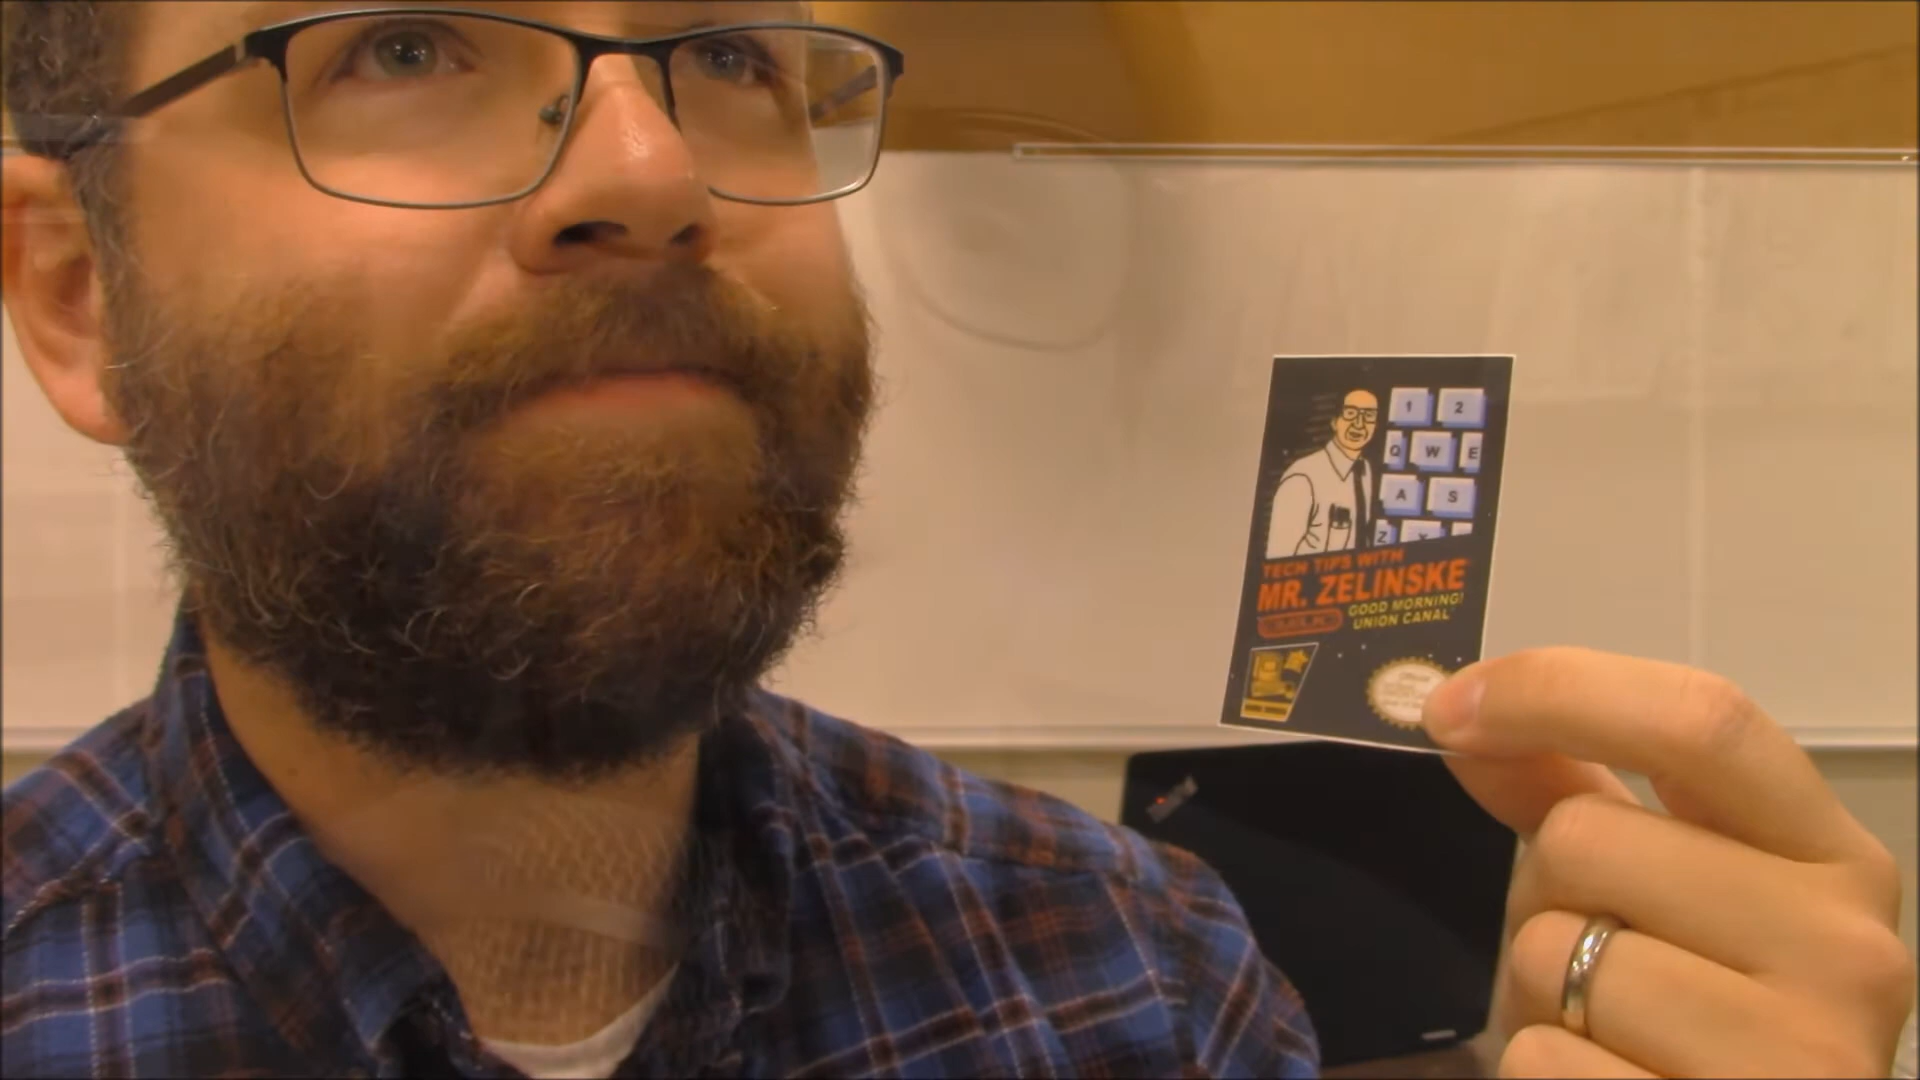 1 2
Q W E
A S
Z X
TECH TIPS WITH
MR. ZELINSKE
GOOD MORNING!
UNION CANAL